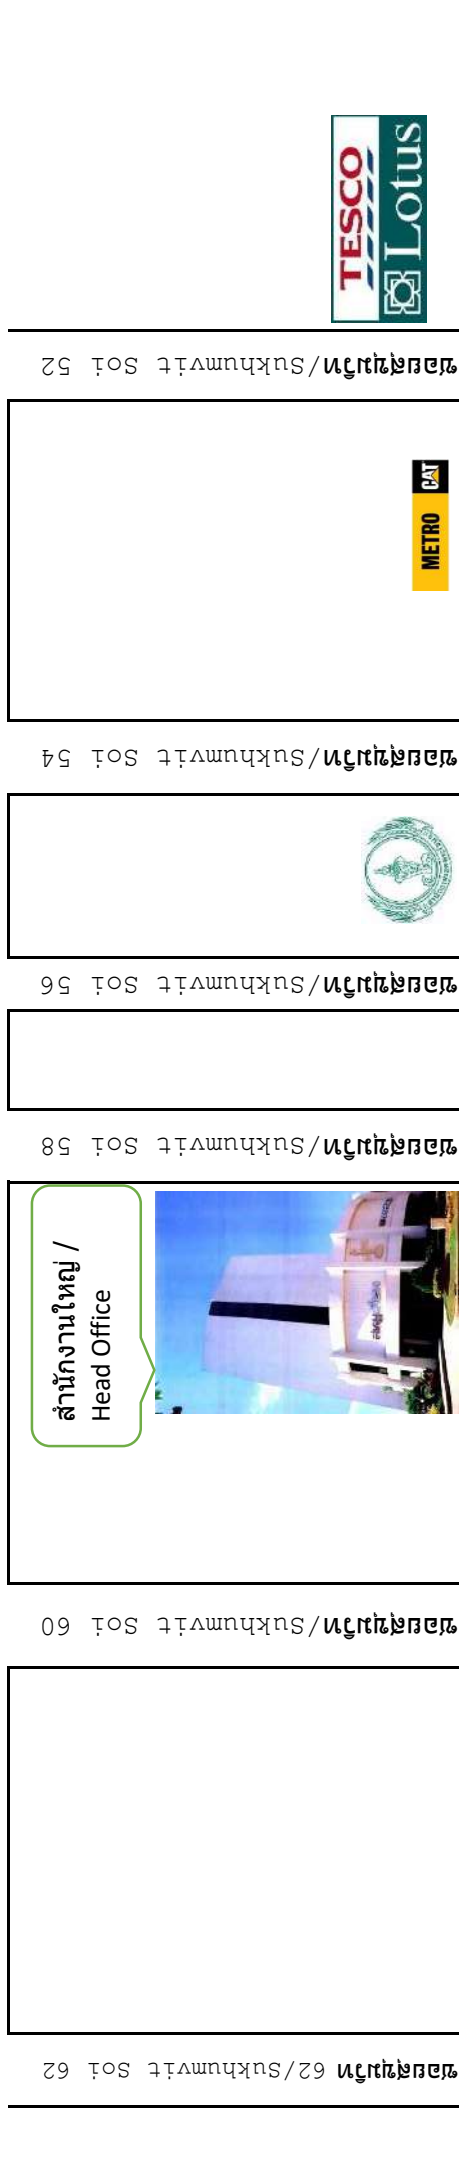 TESCO
Lotus
ซอยสุขุมวิท/Sukhumvit Soi 52
METRO CAT
ซอยสุขุมวิท/Sukhumvit Soi 54
ซอยสุขุมวิท/Sukhumvit Soi 56
ซอยสุขุมวิท/Sukhumvit Soi 58
สำนักงานใหญ่ /
Head Office
ซอยสุขุมวิท/Sukhumvit Soi 60
ซอยสุขุมวิท 62/Sukhumvit Soi 62